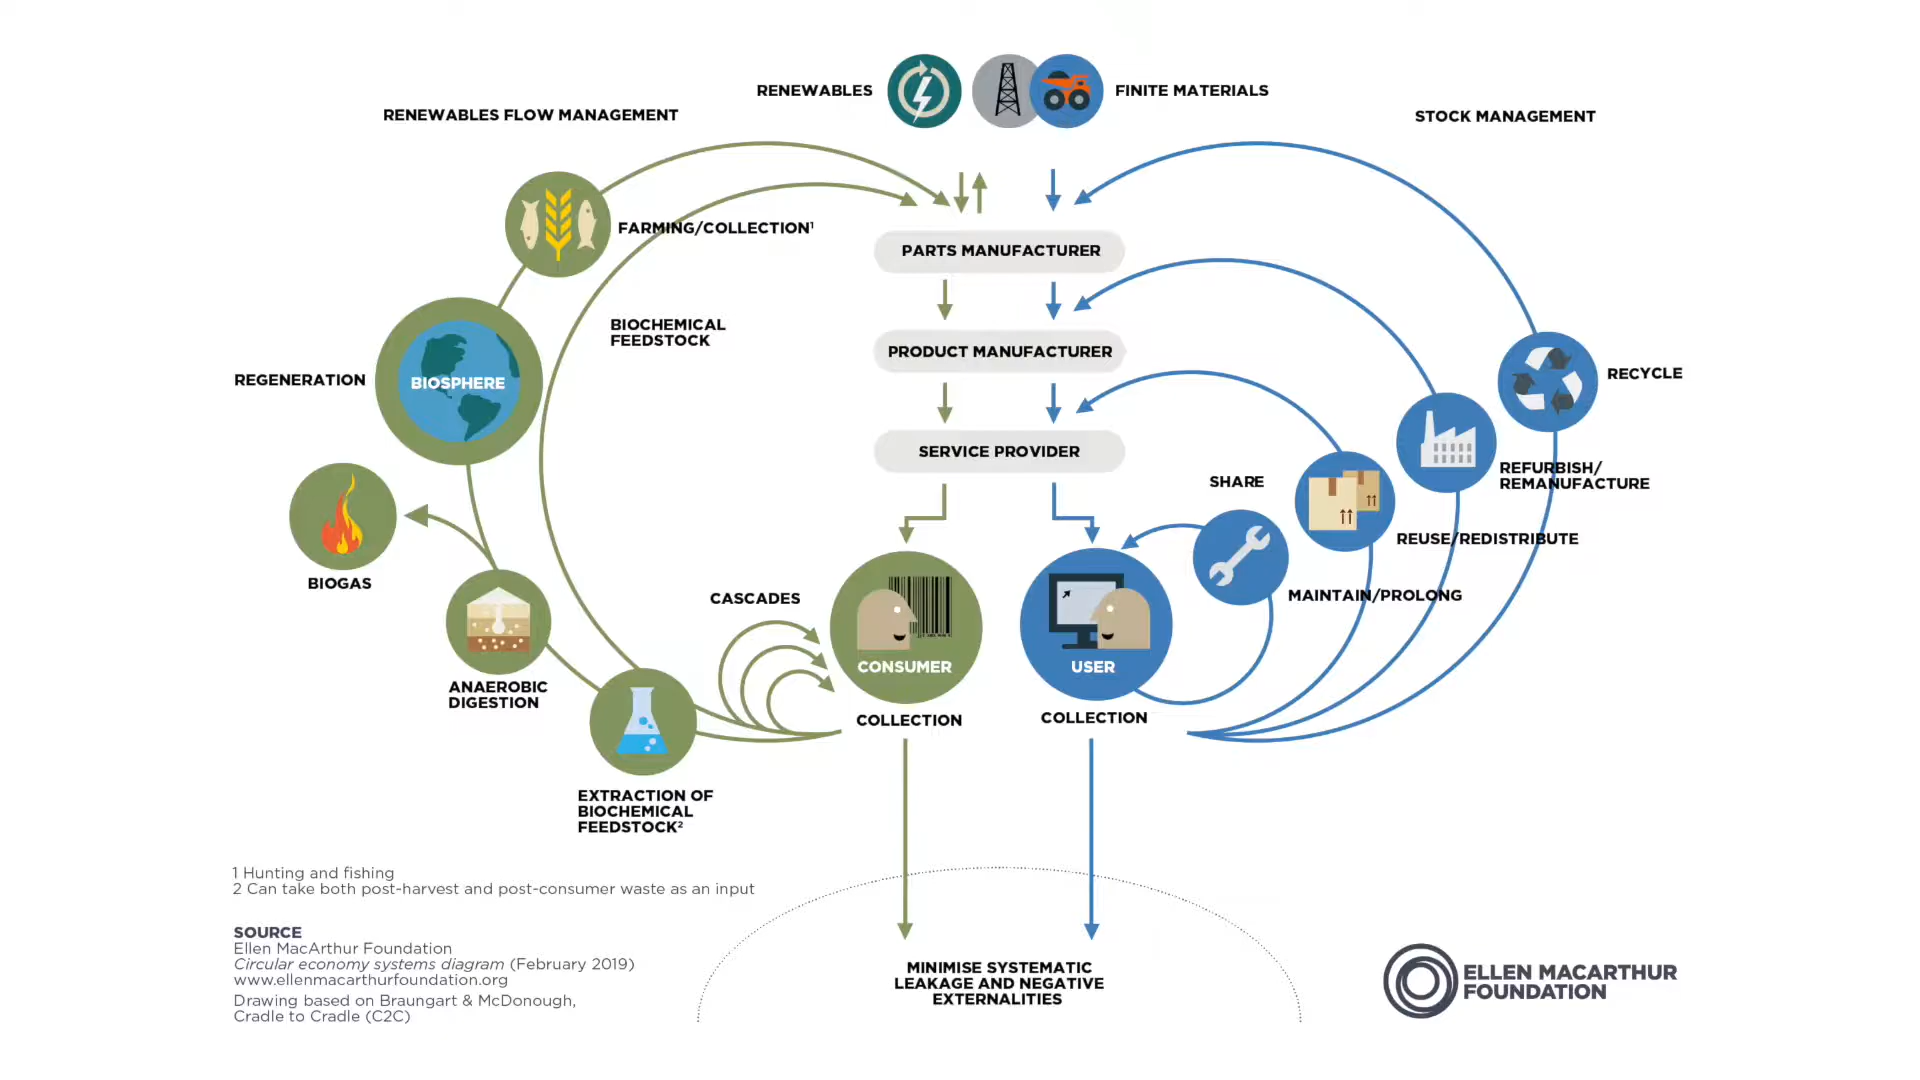 RENEWABLES
FINITE MATERIALS
RENEWABLES FLOW MANAGEMENT
STOCK MANAGEMENT
FARMING/COLLECTION¹
PARTS MANUFACTURER
BIOCHEMICAL
FEEDSTOCK
PRODUCT MANUFACTURER
REGENERATION
BIOSPHERE
RECYCLE
SERVICE PROVIDER
SHARE
REFURBISH/
REMANUFACTURE
REUSE/REDISTRIBUTE
BIOGAS
MAINTAIN/PROLONG
CASCADES
CONSUMER
USER
ANAEROBIC
DIGESTION
COLLECTION
COLLECTION
EXTRACTION OF
BIOCHEMICAL
FEEDSTOCK²
1 Hunting and fishing
2 Can take both post-harvest and post-consumer waste as an input
SOURCE
Ellen MacArthur Foundation
Circular economy systems diagram (February 2019)
www.ellenmacarthurfoundation.org
Drawing based on Braungart & McDonough,
Cradle to Cradle (C2C)
MINIMISE SYSTEMATIC
LEAKAGE AND NEGATIVE
EXTERNALITIES
ELLEN MACARTHUR
FOUNDATION